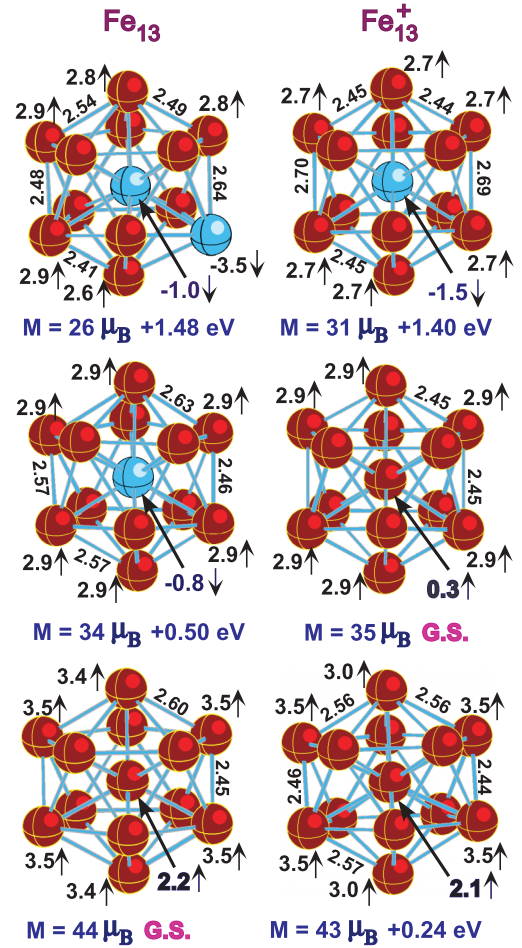 Fe13 Fe13+
2.8↑ 2.7↑
2.54 2.49 2.45 2.44
2.9↑ 2.8↑ 2.7↑ 2.7↑
2.48 2.64 2.70 2.69
2.41 2.45
2.9↑ -3.5↓ 2.7↑ 2.7↑
2.6↑ -1.0↓ 2.7↑ -1.5↓
M = 26 μB +1.48 eV M = 31 μB +1.40 eV
2.9↑ 2.9↑
2.63 2.45
2.9↑ 2.9↑ 2.9↑ 2.9↑
2.57 2.46 2.45
2.57
2.9↑ 2.9↑ 2.9↑ 2.9↑
2.9↑ -0.8↓ 2.9↑ 0.3↑
M = 34 μB +0.50 eV M = 35 μB G.S.
3.4↑ 3.0↑
2.60 2.56 2.56
3.5↑ 3.5↑ 3.5↑ 3.5↑
2.45 2.46 2.44
2.57
3.5↑ 3.5↑ 3.5↑ 3.5↑
3.4↑ 2.2↑ 3.0↑ 2.1↑
M = 44 μB G.S. M = 43 μB +0.24 eV